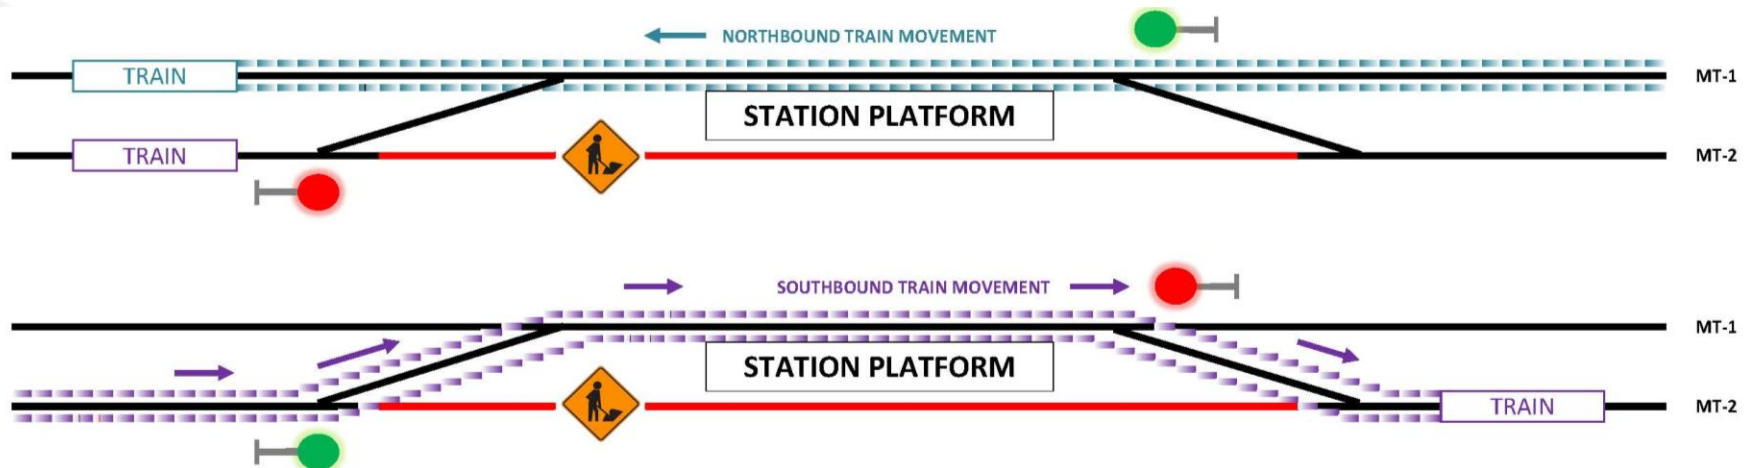 NORTHBOUND TRAIN MOVEMENT
TRAIN
MT-1
STATION PLATFORM
TRAIN
MT-2
SOUTHBOUND TRAIN MOVEMENT
MT-1
STATION PLATFORM
TRAIN
MT-2